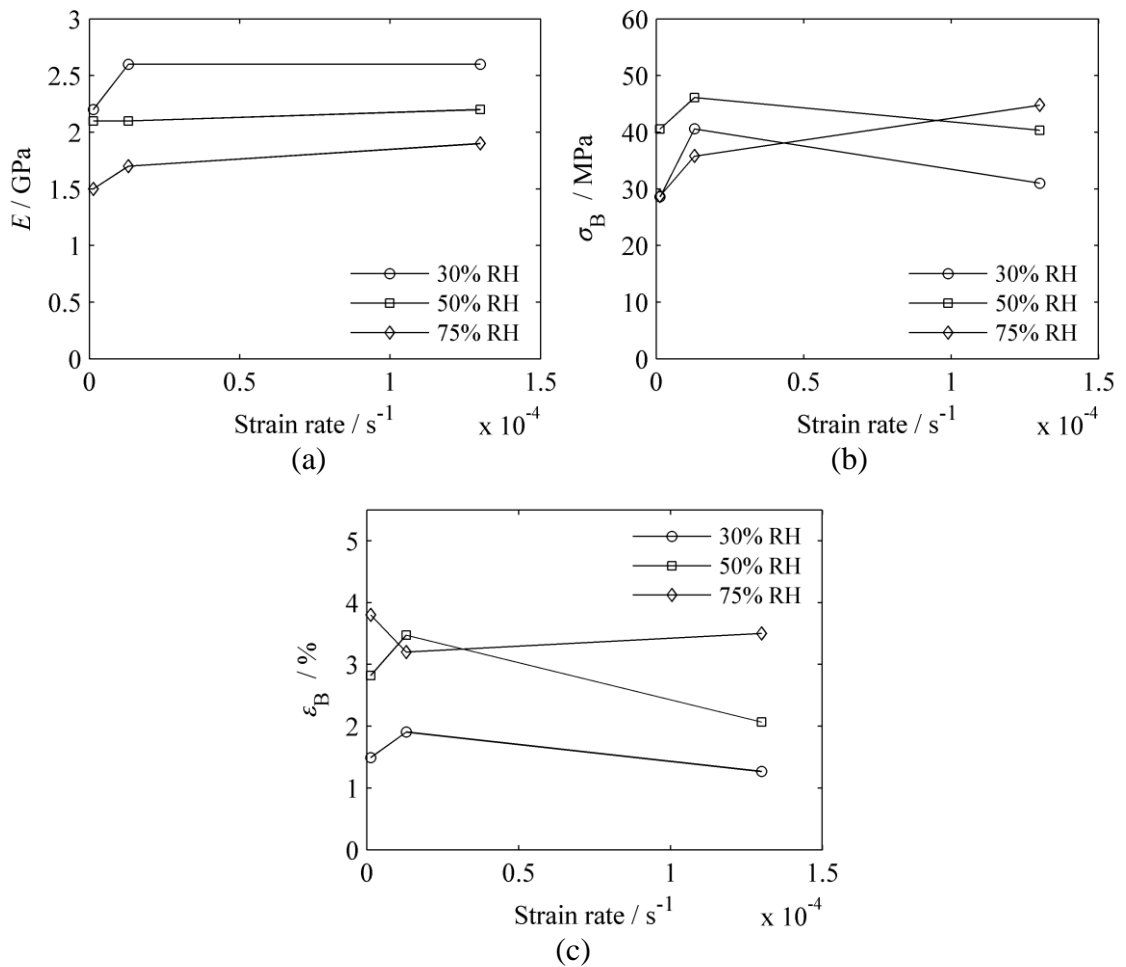 3
2.5
2
1.5
1
0.5
0
E / GPa
30% RH
50% RH
75% RH
0 0.5 1 1.5
Strain rate / s⁻¹ x 10⁻⁴
(a)
60
50
40
30
20
10
0
σB / MPa
30% RH
50% RH
75% RH
0 0.5 1 1.5
Strain rate / s⁻¹ x 10⁻⁴
(b)
5
4
3
2
1
0
εB / %
30% RH
50% RH
75% RH
0 0.5 1 1.5
Strain rate / s⁻¹ x 10⁻⁴
(c)